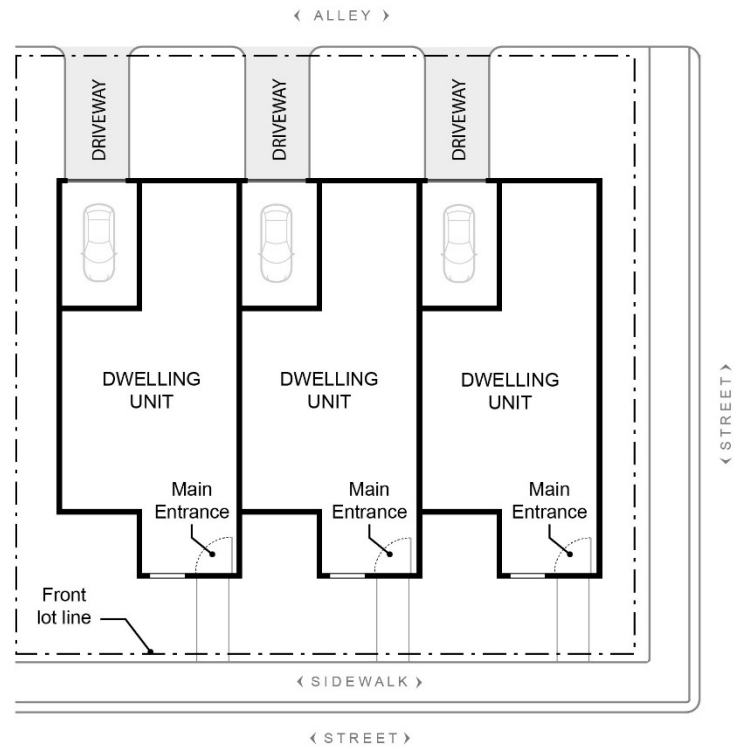 ALLEY
DRIVEWAY
DRIVEWAY
DRIVEWAY
DWELLING
UNIT
DWELLING
UNIT
DWELLING
UNIT
STREET
Main
Entrance
Main
Entrance
Main
Entrance
Front
lot line
SIDEWALK
STREET